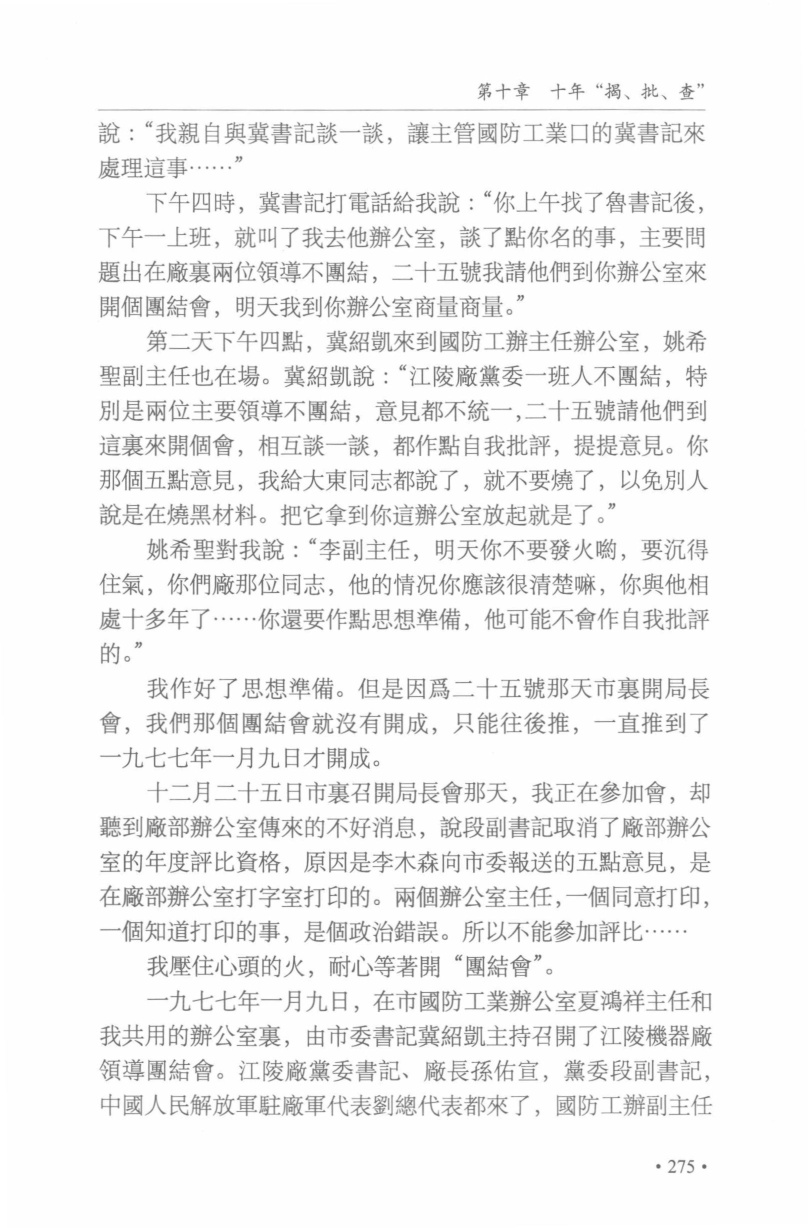 第十章　十年“揭、批、查”
說：“我親自與冀書記談一談，讓主管國防工業口的冀書記來
處理這事……”
下午四時，冀書記打電話給我說：“你上午找了魯書記後，
下午一上班，就叫了我去他辦公室，談了點你名的事，主要問
題出在廠裏兩位領導不團結，二十五號我請他們到你辦公室來
開個團結會，明天我到你辦公室商量商量。”
第二天下午四點，冀紹凱來到國防工辦主任辦公室，姚希
聖副主任也在場。冀紹凱說：“江陵廠黨委一班人不團結，特
別是兩位主要領導不團結，意見都不統一,二十五號請他們到
這裏來開個會，相互談一談，都作點自我批評，提提意見。你
那個五點意見，我給大東同志都說了，就不要燒了，以免別人
說是在燒黑材料。把它拿到你這辦公室放起就是了。”
姚希聖對我說：“李副主任，明天你不要發火喲，要沉得
住氣，你們廠那位同志，他的情况你應該很清楚嘛，你與他相
處十多年了……你還要作點思想準備，他可能不會作自我批評
的。”
我作好了思想準備。但是因爲二十五號那天市裏開局長
會，我們那個團結會就沒有開成，只能往後推，一直推到了
一九七七年一月九日才開成。
十二月二十五日市裏召開局長會那天，我正在參加會，却
聽到廠部辦公室傳來的不好消息，說段副書記取消了廠部辦公
室的年度評比資格，原因是李木森向市委報送的五點意見，是
在廠部辦公室打字室打印的。兩個辦公室主任,一個同意打印，
一個知道打印的事，是個政治錯誤。所以不能參加評比……
我壓住心頭的火，耐心等著開“團結會”。
一九七七年一月九日，在市國防工業辦公室夏鴻祥主任和
我共用的辦公室裏，由市委書記冀紹凱主持召開了江陵機器廠
領導團結會。江陵廠黨委書記、廠長孫佑宣，黨委段副書記，
中國人民解放軍駐廠軍代表劉總代表都來了，國防工辦副主任
• 275 •